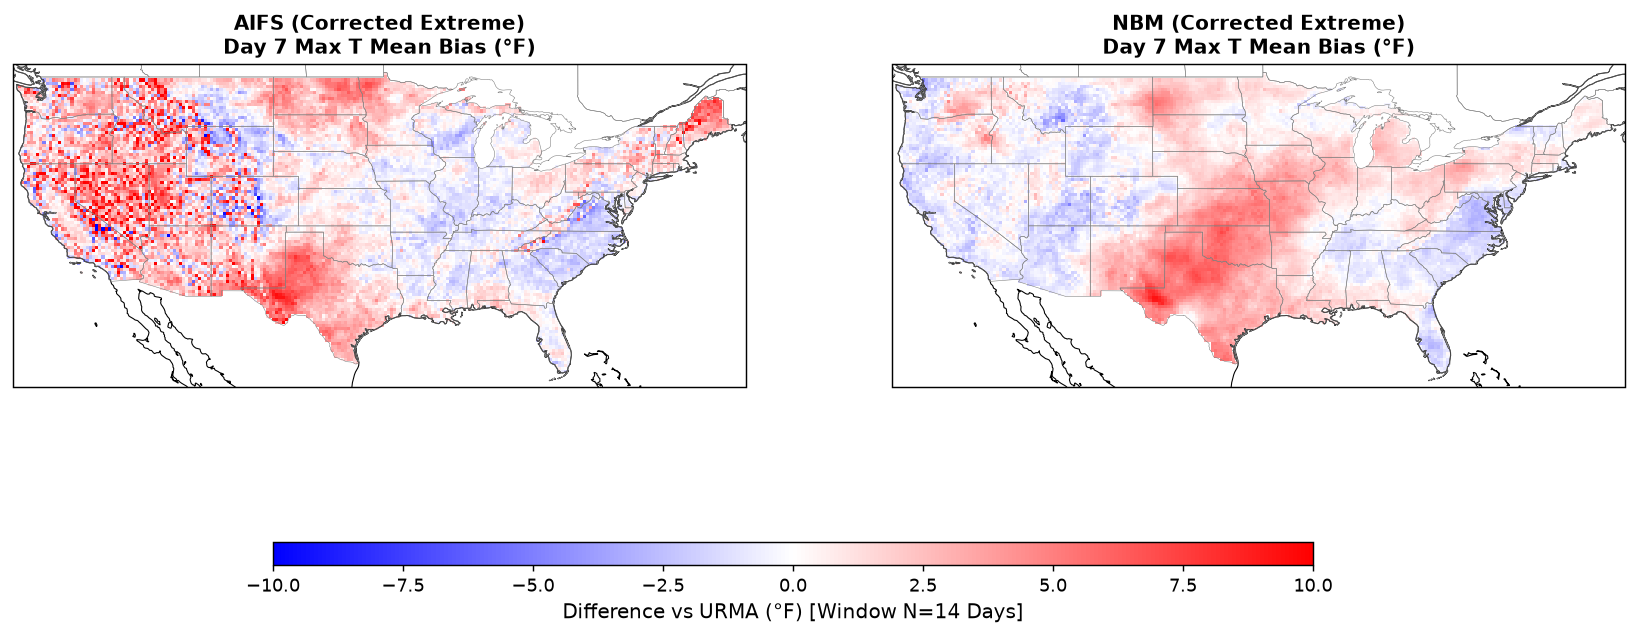 AIFS (Corrected Extreme)
Day 7 Max T Mean Bias (°F)
NBM (Corrected Extreme)
Day 7 Max T Mean Bias (°F)
−10.0 −7.5 −5.0 −2.5 0.0 2.5 5.0 7.5 10.0
Difference vs URMA (°F) [Window N=14 Days]